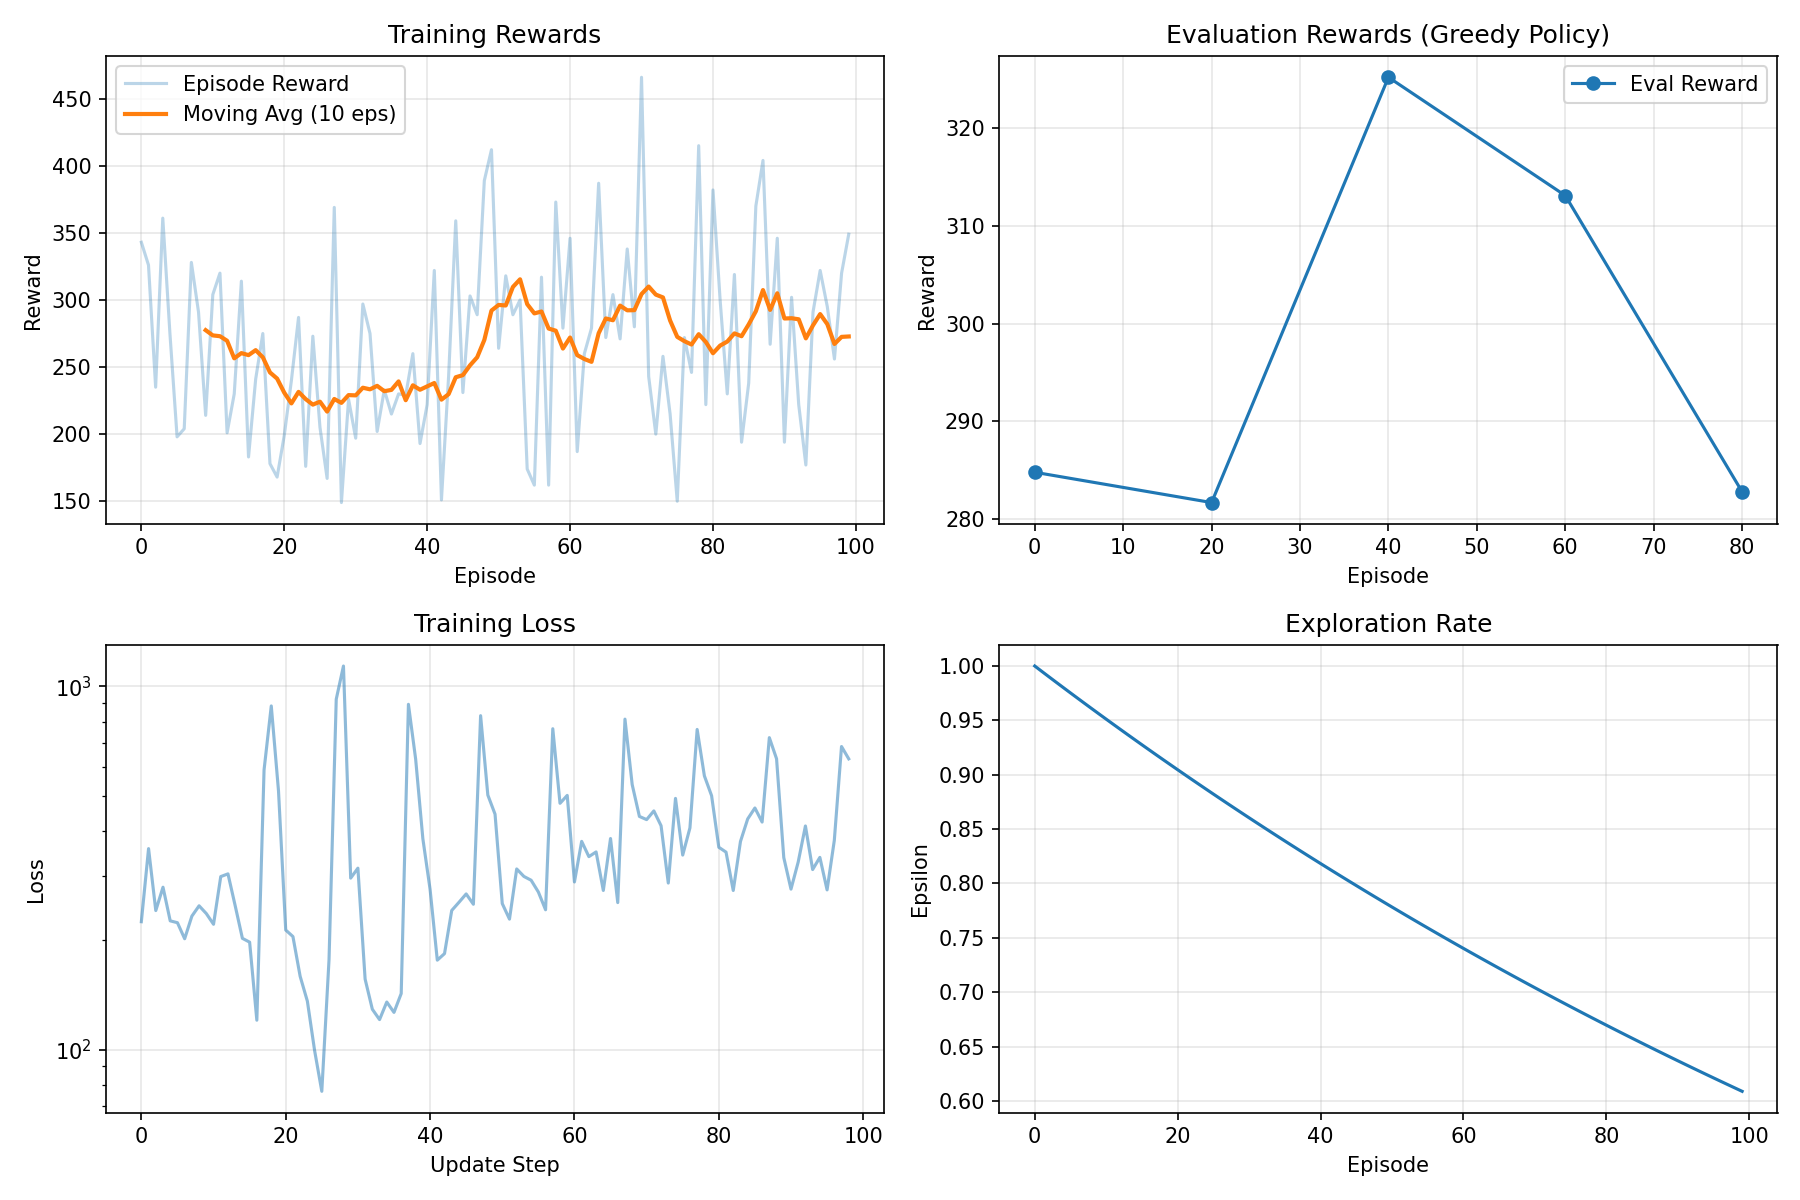 Training Rewards
Episode Reward
Moving Avg (10 eps)
Reward
450
400
350
300
250
200
150
0 20 40 60 80 100
Episode
Evaluation Rewards (Greedy Policy)
Eval Reward
Reward
320
310
300
290
280
0 10 20 30 40 50 60 70 80
Episode
Training Loss
Loss
10³
10²
0 20 40 60 80 100
Update Step
Exploration Rate
Epsilon
1.00
0.95
0.90
0.85
0.80
0.75
0.70
0.65
0.60
0 20 40 60 80 100
Episode